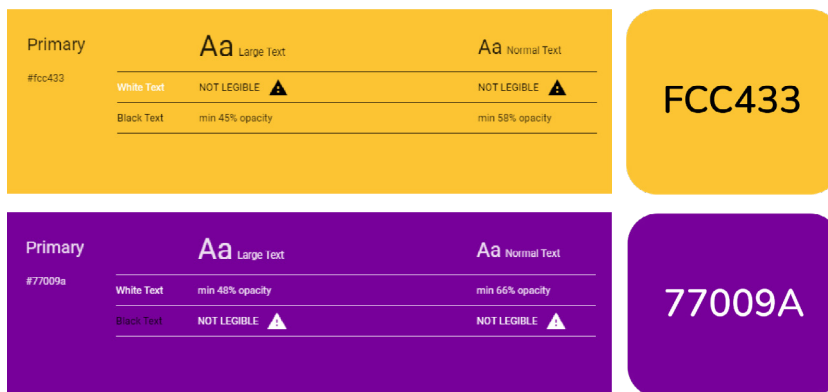 Primary
Aa Large Text
Aa Normal Text
#fcc433
White Text NOT LEGIBLE NOT LEGIBLE
Black Text min 45% opacity min 58% opacity
FCC433
Primary
Aa Large Text
Aa Normal Text
#77009a
White Text min 48% opacity min 66% opacity
Black Text NOT LEGIBLE NOT LEGIBLE
77009A